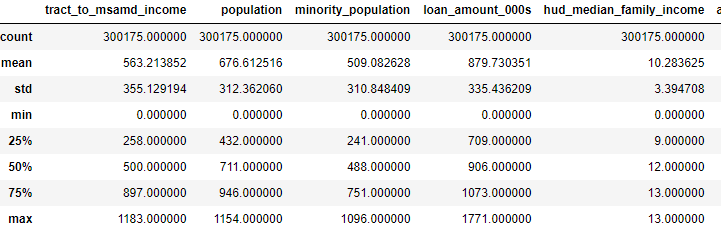 tract_to_msamd_income population minority_population loan_amount_000s hud_median_family_income a
count 300175.000000 300175.000000 300175.000000 300175.000000 300175.000000
mean 563.213852 676.612516 509.082628 879.730351 10.283625
std 355.129194 312.362060 310.848409 335.436209 3.394708
min 0.000000 0.000000 0.000000 0.000000 0.000000
25% 258.000000 432.000000 241.000000 709.000000 9.000000
50% 500.000000 711.000000 488.000000 906.000000 12.000000
75% 897.000000 946.000000 751.000000 1073.000000 13.000000
max 1183.000000 1154.000000 1096.000000 1771.000000 13.000000